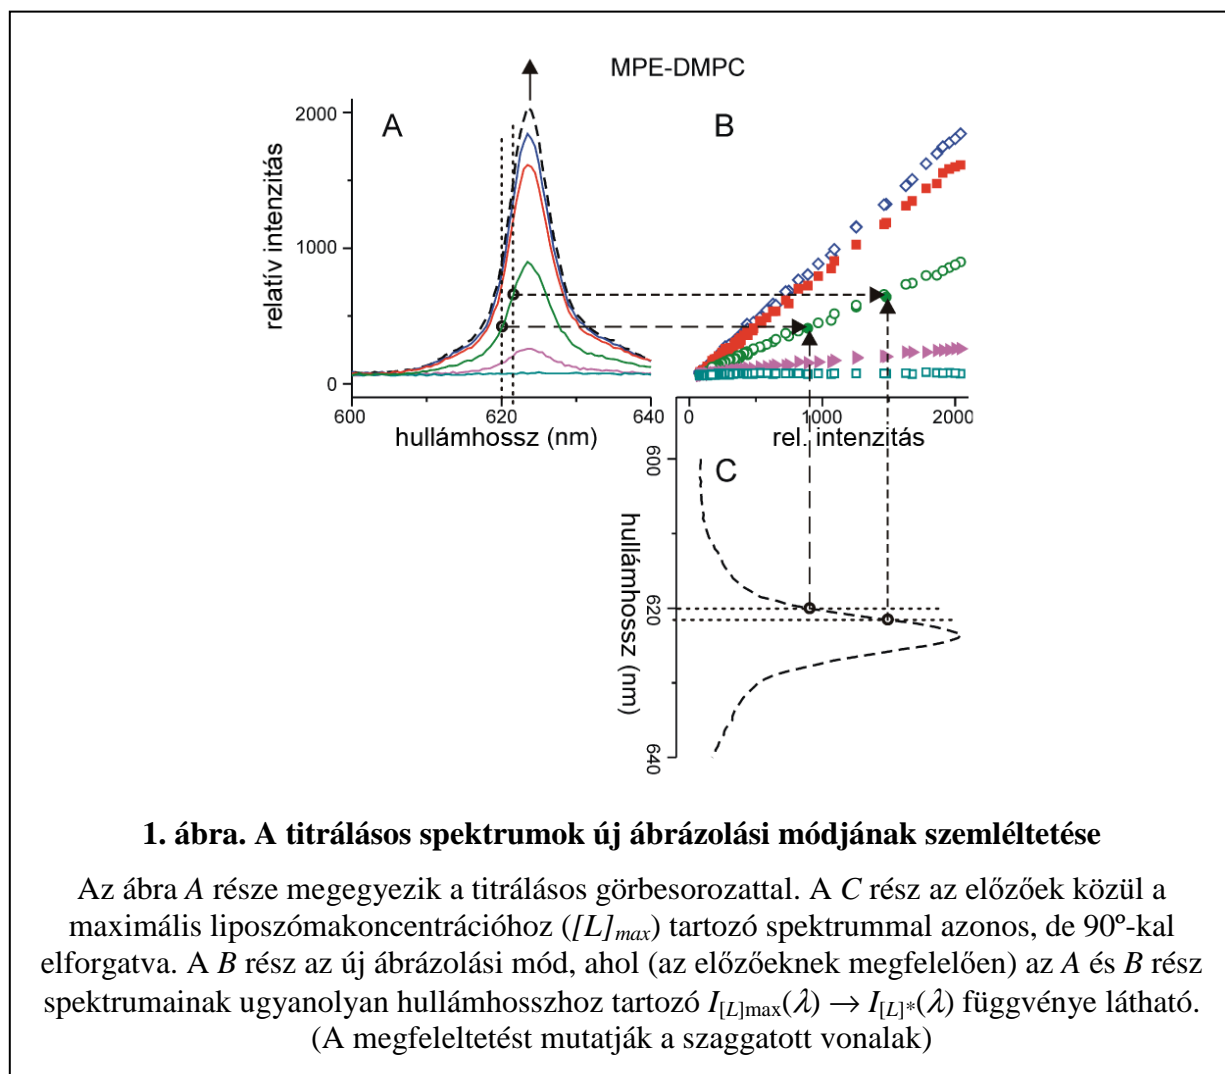 MPE-DMPC
A
B
2000
1000
0
relatív intenzitás
600
620
640
hullámhossz (nm)
0
1000
2000
rel. intenzitás
C
600
620
640
hullámhossz (nm)
1. ábra. A titrálásos spektrumok új ábrázolási módjának szemléltetése
Az ábra A része megegyezik a titrálásos görbesorozattal. A C rész az előzőek közül a
maximális liposzómakoncentrációhoz ([L]max) tartozó spektrummal azonos, de 90º-kal
elforgatva. A B rész az új ábrázolási mód, ahol (az előzőeknek megfelelően) az A és B rész
spektrumainak ugyanolyan hullámhosszhoz tartozó I[L]max(λ) → I[L]*(λ) függvénye látható.
(A megfeleltetést mutatják a szaggatott vonalak)